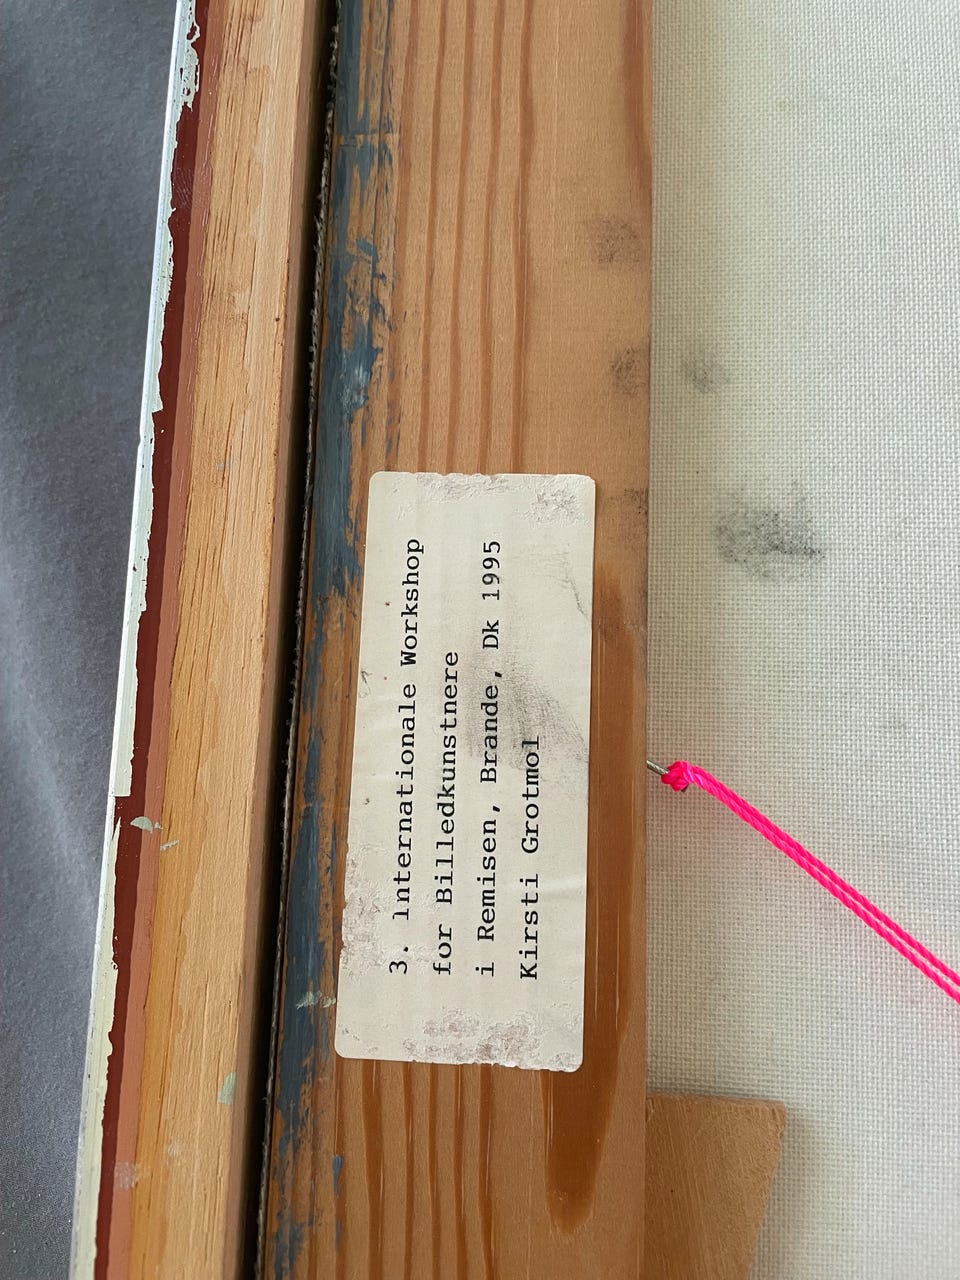 3. Internationale Workshop
for Billedkunstnere
i Remisen, Brande, Dk 1995
Kirsti Grotmol